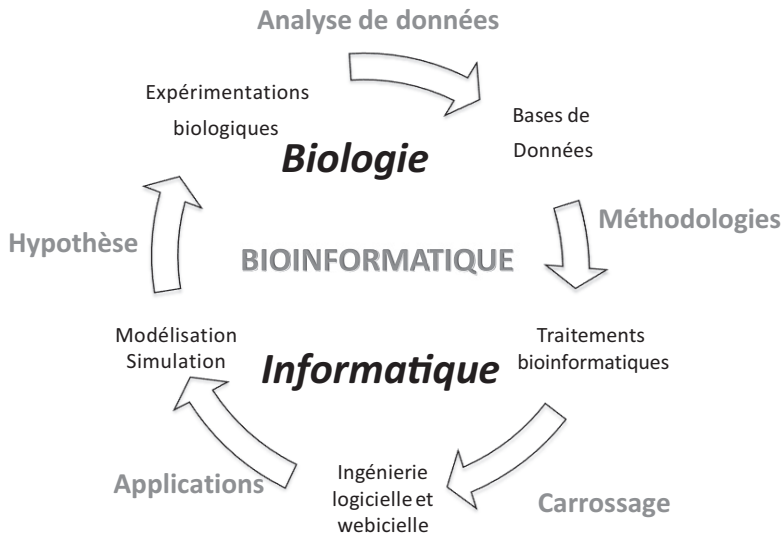 Analyse de données
Expérimentations
biologiques
Bases de
Données
Biologie
Méthodologies
Hypothèse
BIOINFORMATIQUE
Modélisation
Simulation
Informatique
Traitements
bioinformatiques
Applications
Ingénierie
logicielle et
webicielle
Carrossage